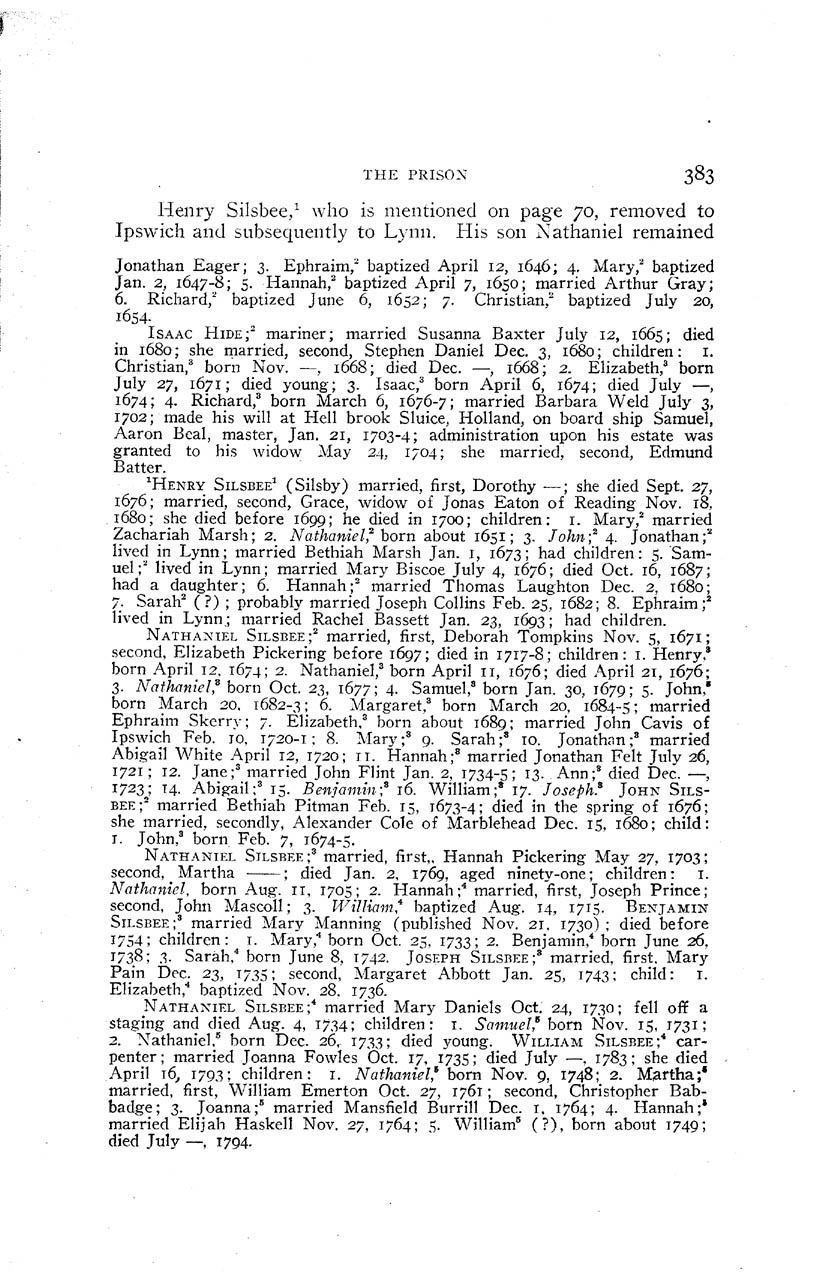 THE PRISON 383
Henry Silsbee,¹ who is mentioned on page 70, removed to
Ipswich and subsequently to Lynn. His son Nathaniel remained
Jonathan Eager; 3. Ephraim,² baptized April 12, 1646; 4. Mary,² baptized
Jan. 2, 1647-8; 5. Hannah,² baptized April 7, 1650; married Arthur Gray;
6. Richard,² baptized June 6, 1652; 7. Christian,² baptized July 20,
1654.
ISAAC HIDE;² mariner; married Susanna Baxter July 12, 1665; died
in 1680; she married, second, Stephen Daniel Dec. 3, 1680; children: 1.
Christian,³ born Nov. —, 1668; died Dec. —, 1668; 2. Elizabeth,³ born
July 27, 1671; died young; 3. Isaac,³ born April 6, 1674; died July —,
1674; 4. Richard,³ born March 6, 1676-7; married Barbara Weld July 3,
1702; made his will at Hell brook Sluice, Holland, on board ship Samuel,
Aaron Beal, master, Jan. 21, 1703-4; administration upon his estate was
granted to his widow May 24, 1704; she married, second, Edmund
Batter.
¹HENRY SILSBEE¹ (Silsby) married, first, Dorothy —; she died Sept. 27,
1676; married, second, Grace, widow of Jonas Eaton of Reading Nov. 18,
1680; she died before 1699; he died in 1700; children: 1. Mary,² married
Zachariah Marsh; 2. Nathaniel,² born about 1651; 3. John;² 4. Jonathan;²
lived in Lynn; married Bethiah Marsh Jan. 1, 1673; had children: 5. Sam-
uel;² lived in Lynn; married Mary Biscoe July 4, 1676; died Oct. 16, 1687;
had a daughter; 6. Hannah;² married Thomas Laughton Dec. 2, 1680;
7. Sarah² (?); probably married Joseph Collins Feb. 25, 1682; 8. Ephraim;²
lived in Lynn; married Rachel Bassett Jan. 23, 1693; had children.
NATHANIEL SILSBEE;² married, first, Deborah Tompkins Nov. 5, 1671;
second, Elizabeth Pickering before 1697; died in 1717-8; children: 1. Henry,³
born April 12, 1674; 2. Nathaniel,³ born April 11, 1676; died April 21, 1676;
3. Nathaniel,³ born Oct. 23, 1677; 4. Samuel,³ born Jan. 30, 1679; 5. John,³
born March 20, 1682-3; 6. Margaret,³ born March 20, 1684-5; married
Ephraim Skerry; 7. Elizabeth,³ born about 1689; married John Cavis of
Ipswich Feb. 10, 1720-1; 8. Mary;³ 9. Sarah;³ 10. Jonathan;³ married
Abigail White April 12, 1720; 11. Hannah;³ married Jonathan Felt July 26,
1721; 12. Jane;³ married John Flint Jan. 2, 1734-5; 13. Ann;³ died Dec. —,
1723; 14. Abigail;³ 15. Benjamin;³ 16. William;³ 17. Joseph.³ JOHN SILS-
BEE;² married Bethiah Pitman Feb. 15, 1673-4; died in the spring of 1676;
she married, secondly, Alexander Cole of Marblehead Dec. 15, 1680; child:
1. John,³ born Feb. 7, 1674-5.
NATHANIEL SILSBEE;³ married, first,, Hannah Pickering May 27, 1703;
second, Martha ——; died Jan. 2, 1769, aged ninety-one; children: 1.
Nathaniel, born Aug. 11, 1705; 2. Hannah;⁴ married, first, Joseph Prince;
second, John Mascoll; 3. William,⁴ baptized Aug. 14, 1715. BENJAMIN
SILSBEE;³ married Mary Manning (published Nov. 21, 1730); died before
1754; children: 1. Mary,⁴ born Oct. 25, 1733; 2. Benjamin,⁴ born June 26,
1738; 3. Sarah,⁴ born June 8, 1742. JOSEPH SILSBEE;³ married, first, Mary
Pain Dec. 23, 1735; second, Margaret Abbott Jan. 25, 1743; child: 1.
Elizabeth,⁴ baptized Nov. 28, 1736.
NATHANIEL SILSBEE;⁴ married Mary Daniels Oct. 24, 1730; fell off a
staging and died Aug. 4, 1734; children: 1. Samuel,⁵ born Nov. 15, 1731;
2. Nathaniel,⁵ born Dec. 26, 1733; died young. WILLIAM SILSBEE;⁴ car-
penter; married Joanna Fowles Oct. 17, 1735; died July —, 1783; she died
April 16, 1793; children: 1. Nathaniel,⁵ born Nov. 9, 1748; 2. Martha;⁵
married, first, William Emerton Oct. 27, 1761; second, Christopher Bab-
badge; 3. Joanna;⁵ married Mansfield Burrill Dec. 1, 1764; 4. Hannah;⁵
married Elijah Haskell Nov. 27, 1764; 5. William⁵ (?), born about 1749;
died July —, 1794.